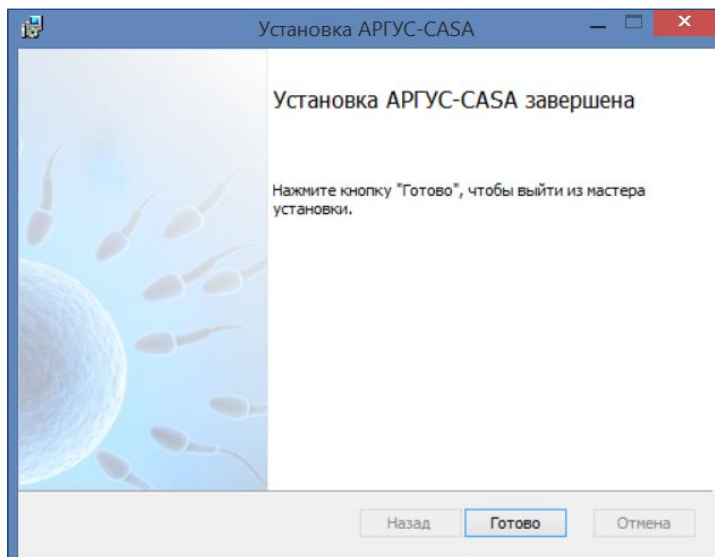 Установка АРГУС-CASA
Установка АРГУС-CASA завершена
Нажмите кнопку "Готово", чтобы выйти из мастера
установки.
Назад Готово Отмена